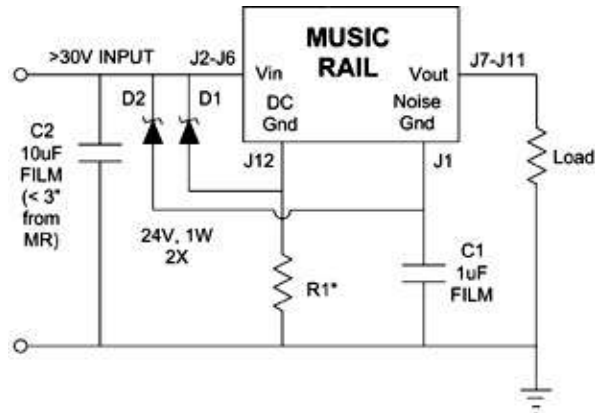 >30V INPUT
J2-J6
MUSIC
RAIL
Vin
Vout
J7-J11
DC
Gnd
Noise
Gnd
D2
D1
C2
10uF
FILM
(< 3"
from
MR)
J12
J1
Load
24V, 1W
2X
R1*
C1
1uF
FILM